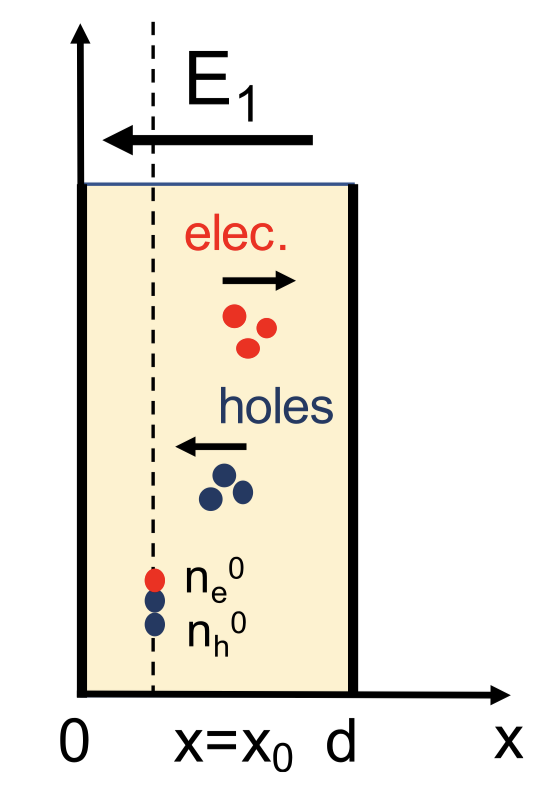 E₁
elec.
holes
nₑ⁰
nₕ⁰
0 x=x₀ d x